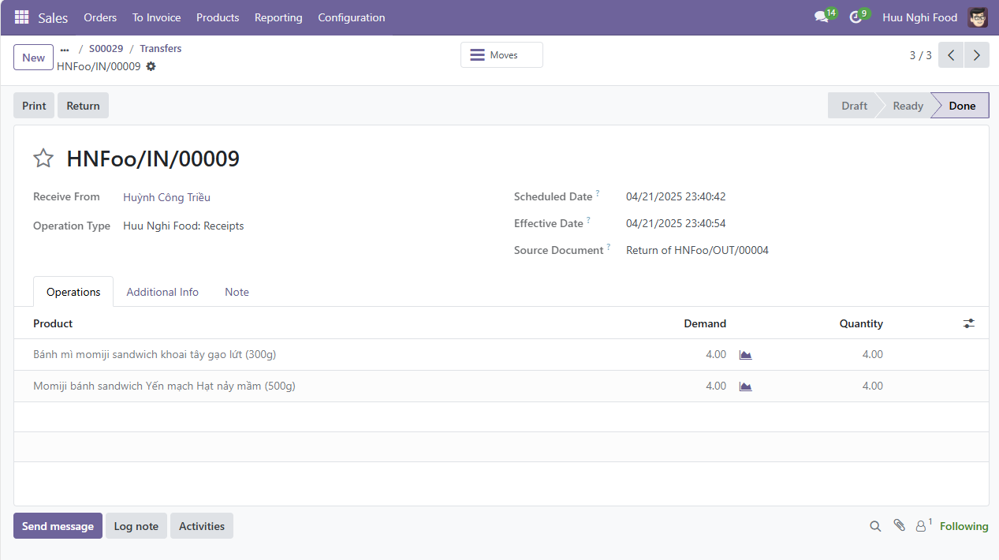 Sales Orders To Invoice Products Reporting Configuration 14 9 Huu Nghi Food
New ... / S00029 / Transfers
HNFoo/IN/00009
Moves
3 / 3
Print Return Draft Ready Done
HNFoo/IN/00009
Receive From Huỳnh Công Triều
Operation Type Huu Nghi Food: Receipts
Scheduled Date ? 04/21/2025 23:40:42
Effective Date ? 04/21/2025 23:40:54
Source Document ? Return of HNFoo/OUT/00004
Operations Additional Info Note
Product Demand Quantity
Bánh mì momiji sandwich khoai tây gạo lứt (300g) 4.00 4.00
Momiji bánh sandwich Yến mạch Hạt nảy mầm (500g) 4.00 4.00
Send message Log note Activities 1 Following